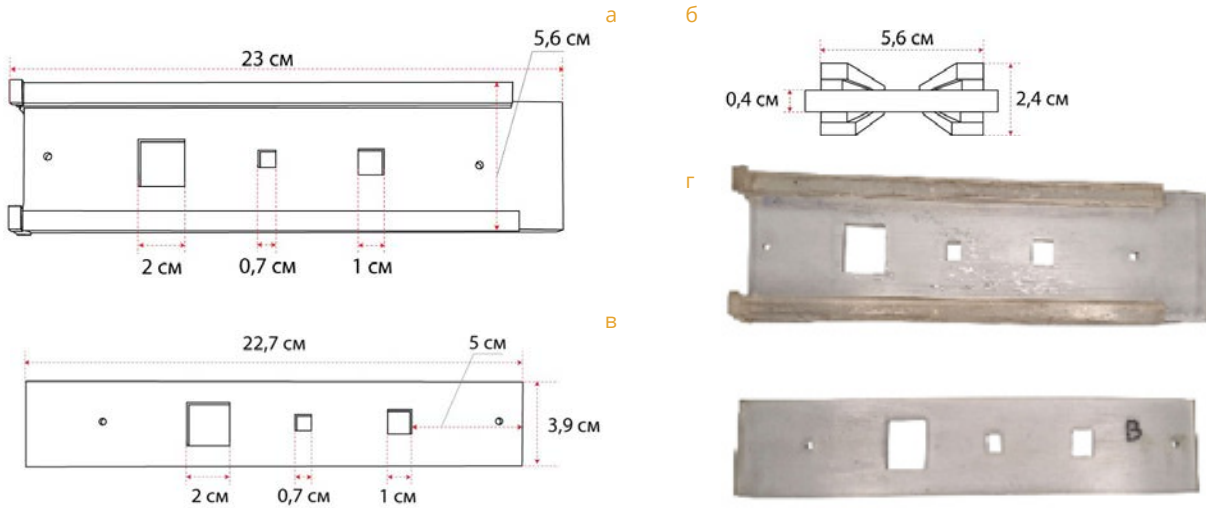 а
23 см
5,6 см
2 см
0,7 см
1 см
б
5,6 см
0,4 см
2,4 см
в
22,7 см
5 см
3,9 см
2 см
0,7 см
1 см
г
В